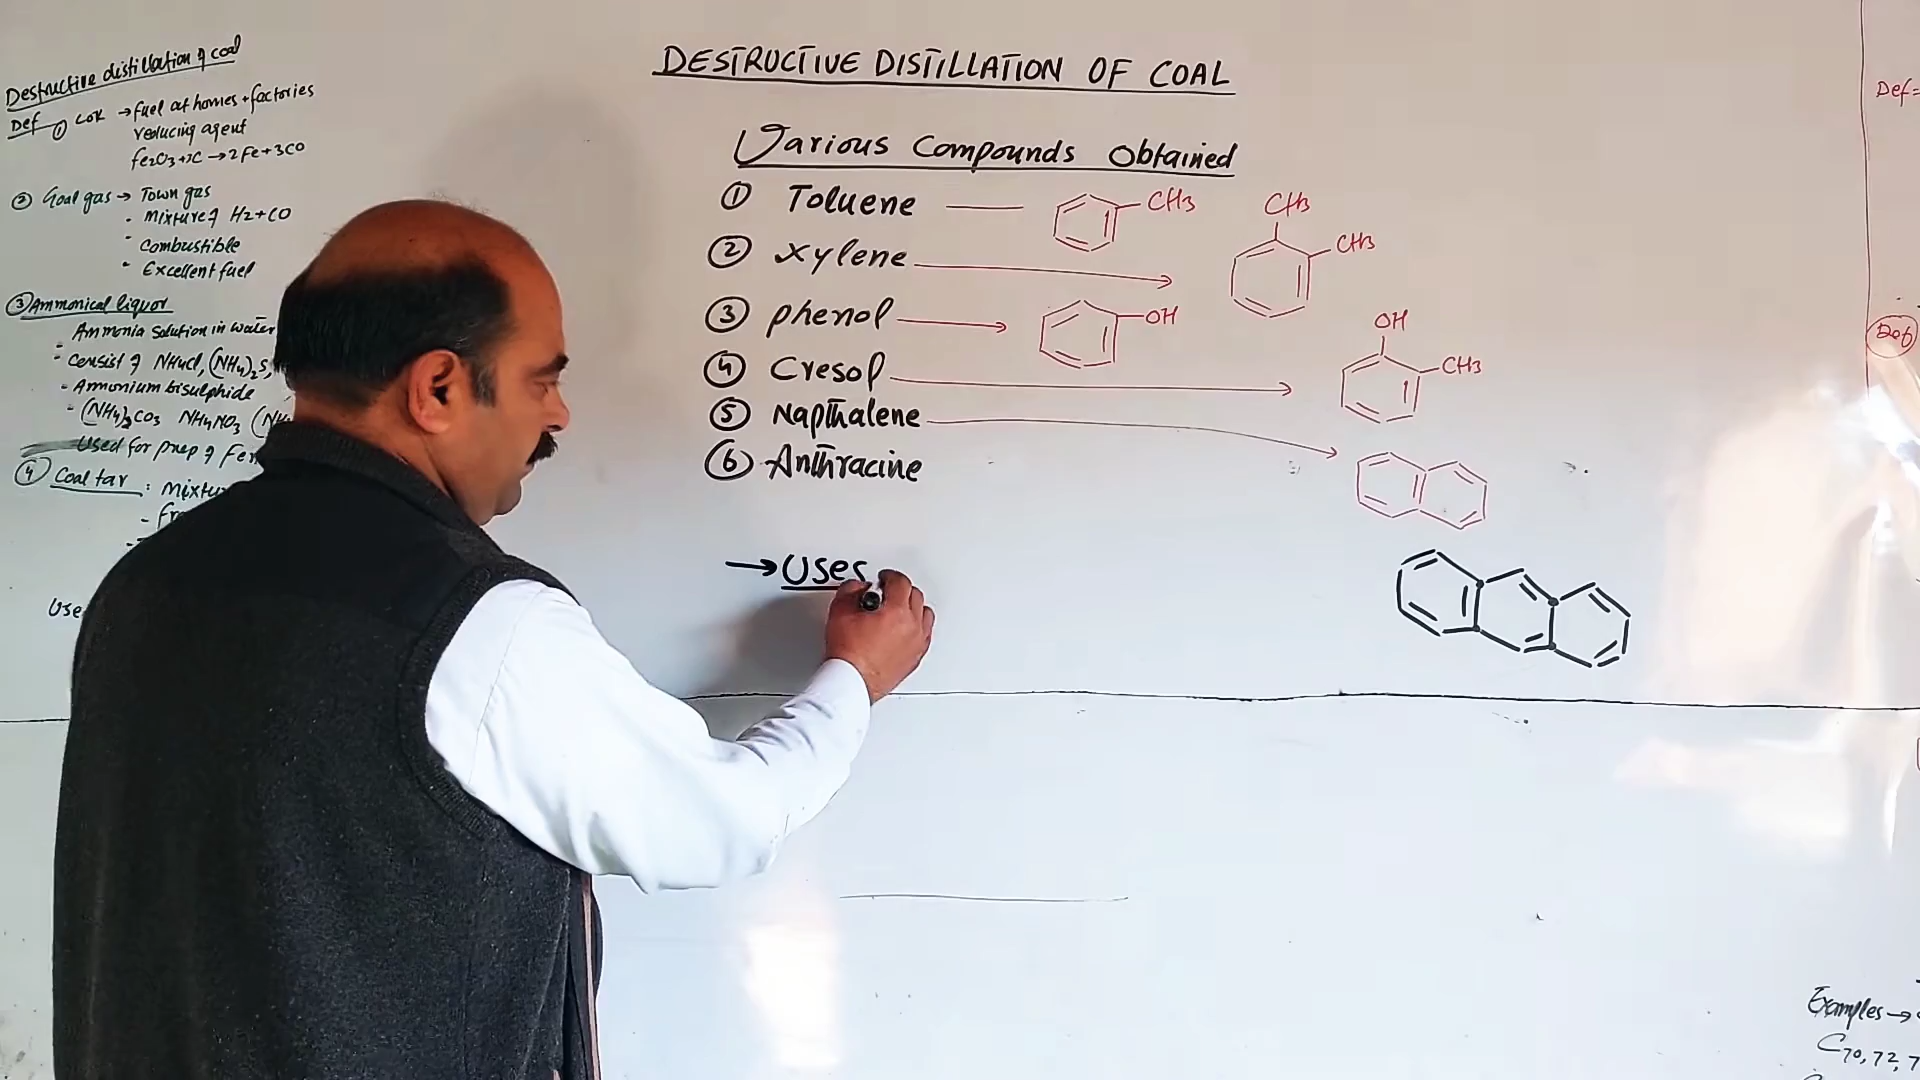 Destructive distillation of coal
Def ① Cok → Fuel at homes + factories
reducing agent
Fe2O3 + 3C → 2Fe + 3CO
② Coal gas → Town gas
• Mixture of H2 + CO
• Combustible
• Excellent fuel
③ Ammonical liquor
- Ammonia solution in water
- Consist of NH4Cl, (NH4)2S,
- Ammonium bisulphide
- (NH4)2CO3 NH4NO3 (NH
Used for prep of Fer
④ Coal tar : Mixtu
- Fra
Use
DESTRUCTIVE DISTILLATION OF COAL
Various Compounds Obtained
① Toluene — CH3
② Xylene → CH3 CH3
③ phenol → OH
④ Cresol → OH CH3
⑤ Napthalene →
⑥ Anthracine
→ Uses
Def=
Def
Examples →
C70, 72, 7